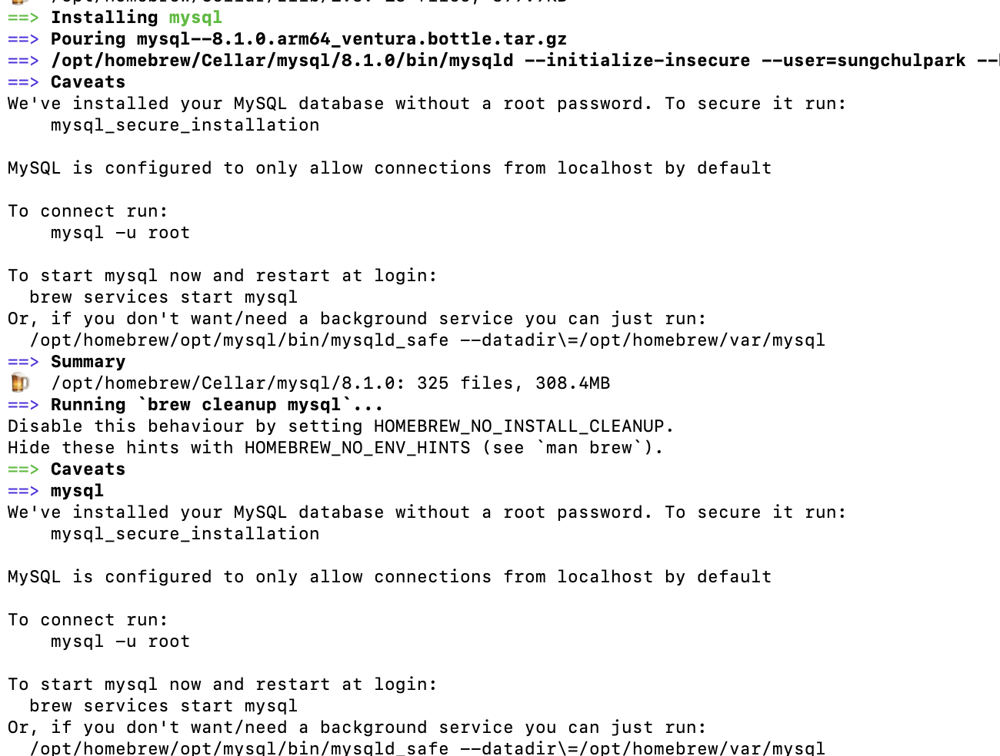 ==> Installing mysql
==> Pouring mysql--8.1.0.arm64_ventura.bottle.tar.gz
==> /opt/homebrew/Cellar/mysql/8.1.0/bin/mysqld --initialize-insecure --user=sungchulpark
==> Caveats
We've installed your MySQL database without a root password. To secure it run:
    mysql_secure_installation

MySQL is configured to only allow connections from localhost by default

To connect run:
    mysql -u root

To start mysql now and restart at login:
  brew services start mysql
Or, if you don't want/need a background service you can just run:
  /opt/homebrew/opt/mysql/bin/mysqld_safe --datadir\=/opt/homebrew/var/mysql
==> Summary
🍺  /opt/homebrew/Cellar/mysql/8.1.0: 325 files, 308.4MB
==> Running `brew cleanup mysql`...
Disable this behaviour by setting HOMEBREW_NO_INSTALL_CLEANUP.
Hide these hints with HOMEBREW_NO_ENV_HINTS (see `man brew`).
==> Caveats
==> mysql
We've installed your MySQL database without a root password. To secure it run:
    mysql_secure_installation

MySQL is configured to only allow connections from localhost by default

To connect run:
    mysql -u root

To start mysql now and restart at login:
  brew services start mysql
Or, if you don't want/need a background service you can just run:
  /opt/homebrew/opt/mysql/bin/mysqld_safe --datadir\=/opt/homebrew/var/mysql